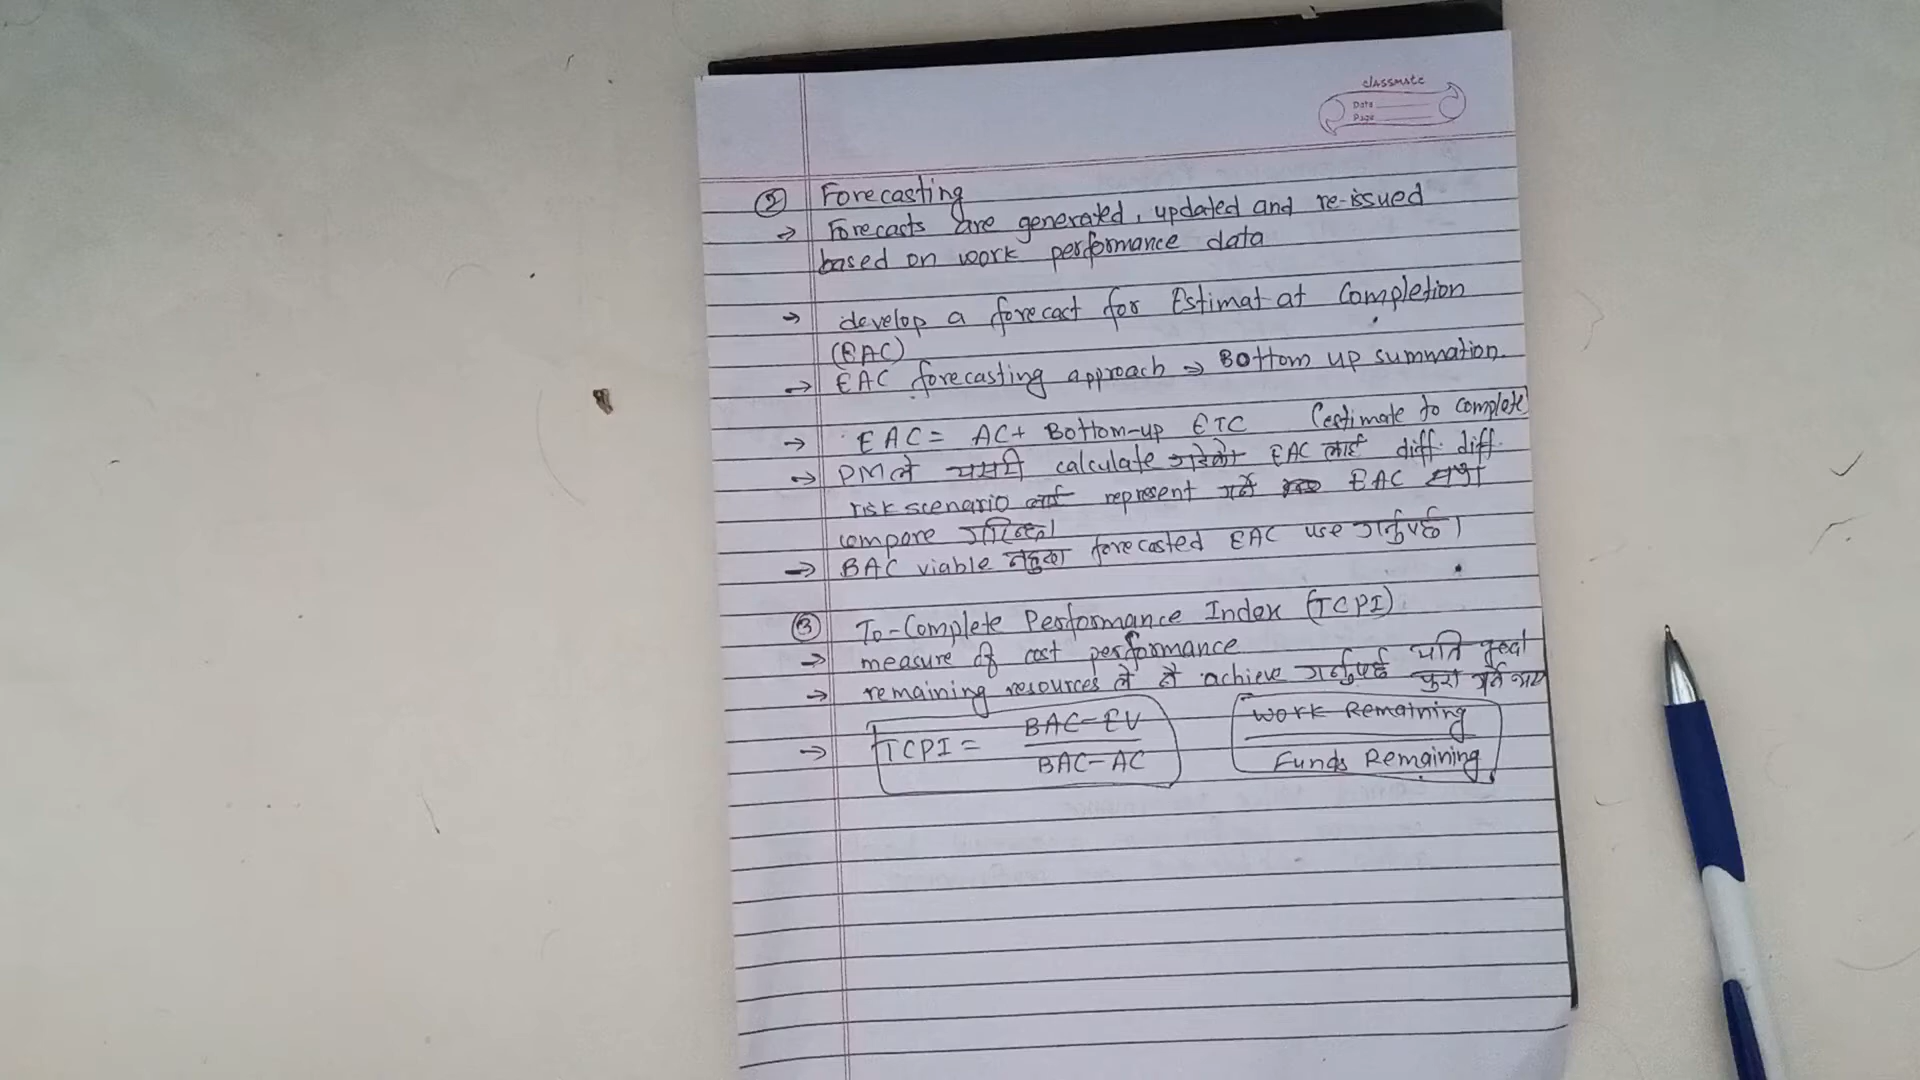 classmate
Date
Page
② Forecasting
→ Forecasts are generated, updated and re-issued
based on work performance data
→ develop a forecast for Estimat at Completion
(EAC)
→ EAC forecasting approach → Bottom up summation.
→ EAC = AC + Bottom-up ETC (estimate to complete)
→ PM ले यसरी calculate गरेको EAC लाई diff. diff.
risk scenario लाई represent गर्ने EAC सँग
compare गर्दछ।
→ BAC viable नहुदा forecasted EAC use गर्नुपर्छ।
③ To-Complete Performance Index (TCPI)
→ measure of cost performance
→ remaining resources ले नै achieve गर्नुपर्छ यति
→ TCPI = BAC-EV / BAC-AC Work Remaining / Funds Remaining